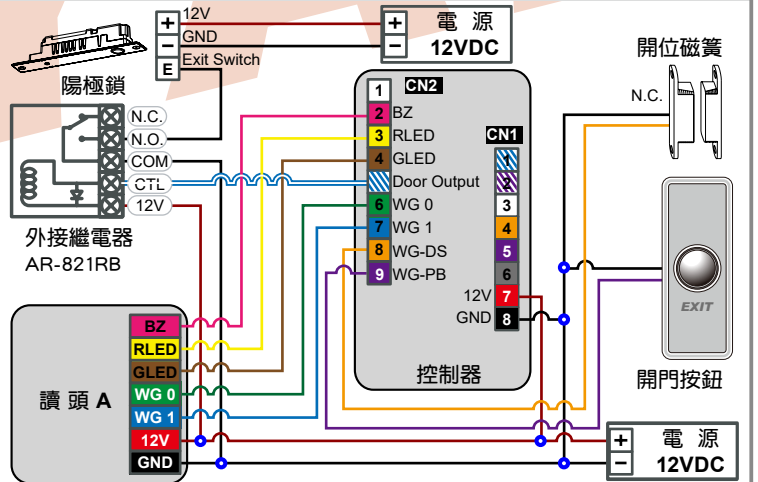 + 12V
− GND
E Exit Switch
+ 電 源
− 12VDC
陽極鎖
N.C.
N.O.
COM
CTL
12V
外接繼電器
AR-821RB
CN2
1
2 BZ
3 RLED
4 GLED
Door Output
6 WG 0
7 WG 1
8 WG-DS
9 WG-PB
CN1
1
2
3
4
5
6
12V 7
GND 8
控制器
開位磁簧
N.C.
EXIT
開門按鈕
讀 頭 A
BZ
RLED
GLED
WG 0
WG 1
12V
GND
+ 電 源
− 12VDC